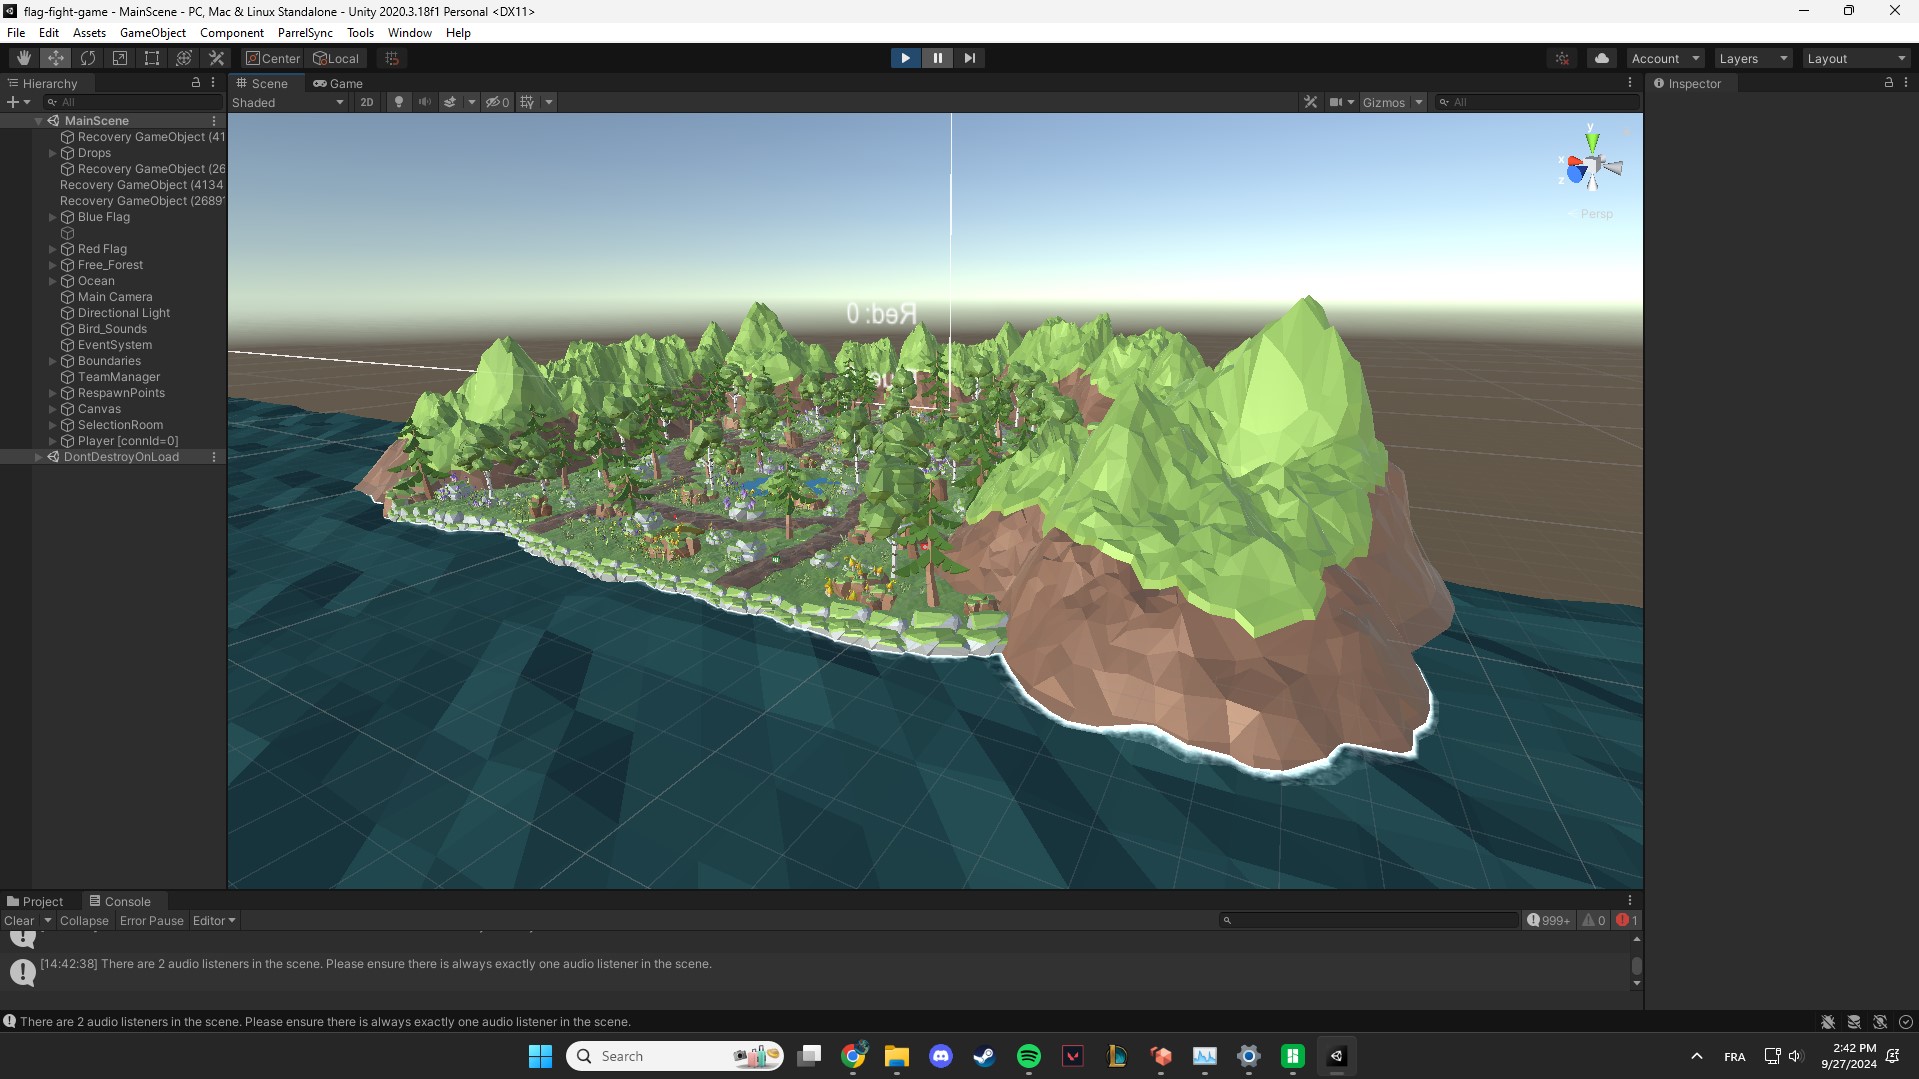 flag-fight-game - MainScene - PC, Mac & Linux Standalone - Unity 2020.3.18f1 Personal <DX11>
File Edit Assets GameObject Component ParrelSync Tools Window Help
Center Local
Account Layers Layout
Hierarchy
Scene Game
Inspector
All
Shaded 2D 0 Gizmos All
MainScene
Recovery GameObject (41
Drops
Recovery GameObject (26
Recovery GameObject (4134
Recovery GameObject (2689
Blue Flag
Red Flag
Free_Forest
Ocean
Main Camera
Directional Light
Bird_Sounds
EventSystem
Boundaries
TeamManager
RespawnPoints
Canvas
SelectionRoom
Player [connId=0]
DontDestroyOnLoad
y
x
z
Persp
Red: 0
Project Console
Clear Collapse Error Pause Editor 999+ 0 1
[14:42:38] There are 2 audio listeners in the scene. Please ensure there is always exactly one audio listener in the scene.
There are 2 audio listeners in the scene. Please ensure there is always exactly one audio listener in the scene.
Search
FRA
2:42 PM
9/27/2024